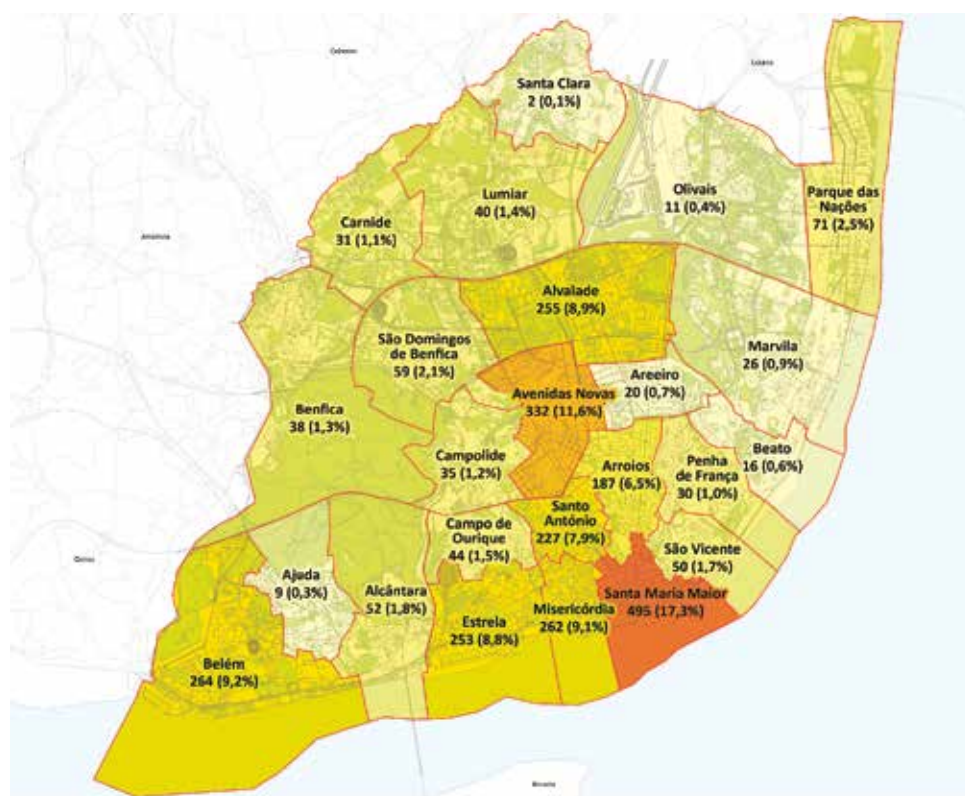 Santa Clara
2 (0,1%)
Loures
Lumiar
40 (1,4%)
Olivais
11 (0,4%)
Parque das
Nações
71 (2,5%)
Carnide
31 (1,1%)
Amadora
Alvalade
255 (8,9%)
São Domingos
de Benfica
59 (2,1%)
Marvila
26 (0,9%)
Areeiro
20 (0,7%)
Avenidas Novas
332 (11,6%)
Benfica
38 (1,3%)
Beato
16 (0,6%)
Campolide
35 (1,2%)
Arroios
187 (6,5%)
Penha
de França
30 (1,0%)
Santo
António
227 (7,9%)
Campo de
Ourique
44 (1,5%)
São Vicente
50 (1,7%)
Oeiras
Ajuda
9 (0,3%)
Alcântara
52 (1,8%)
Santa Maria Maior
495 (17,3%)
Misericórdia
262 (9,1%)
Estrela
253 (8,8%)
Belém
264 (9,2%)